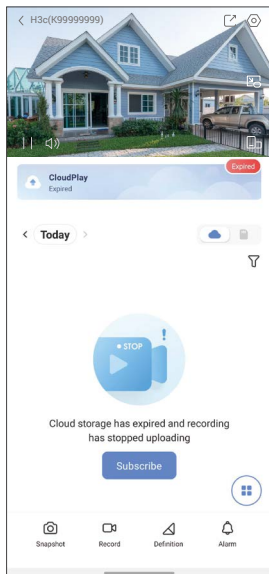 H3c(K99999999)
Expired
CloudPlay
Expired
Today
STOP
Cloud storage has expired and recording
has stopped uploading
Subscribe
Snapshot
Record
Definition
Alarm